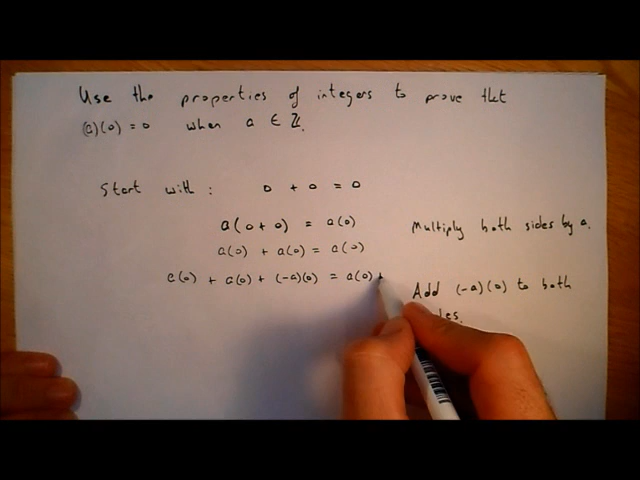 Use the properties of integers to prove that
(a)(0) = 0 when a ∈ ℤ.
Start with: 0 + 0 = 0
a(0+0) = a(0) Multiply both sides by a.
a(0) + a(0) = a(0)
a(0) + a(0) + (-a)(0) = a(0) + Add (-a)(0) to both